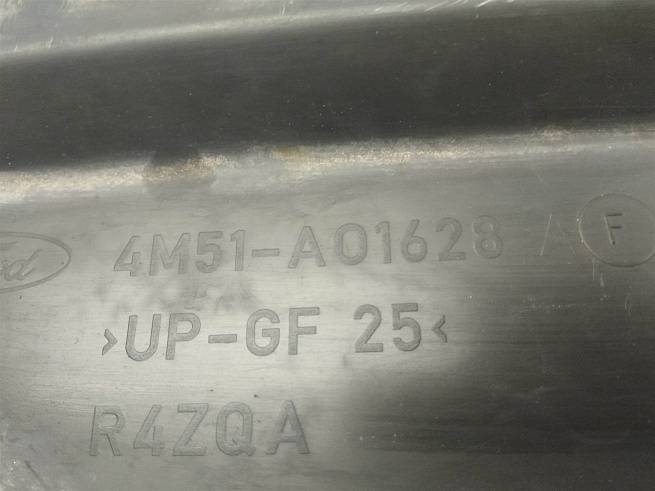 Ford 4M51-A01628 A F
>UP-GF 25<
R4ZQA